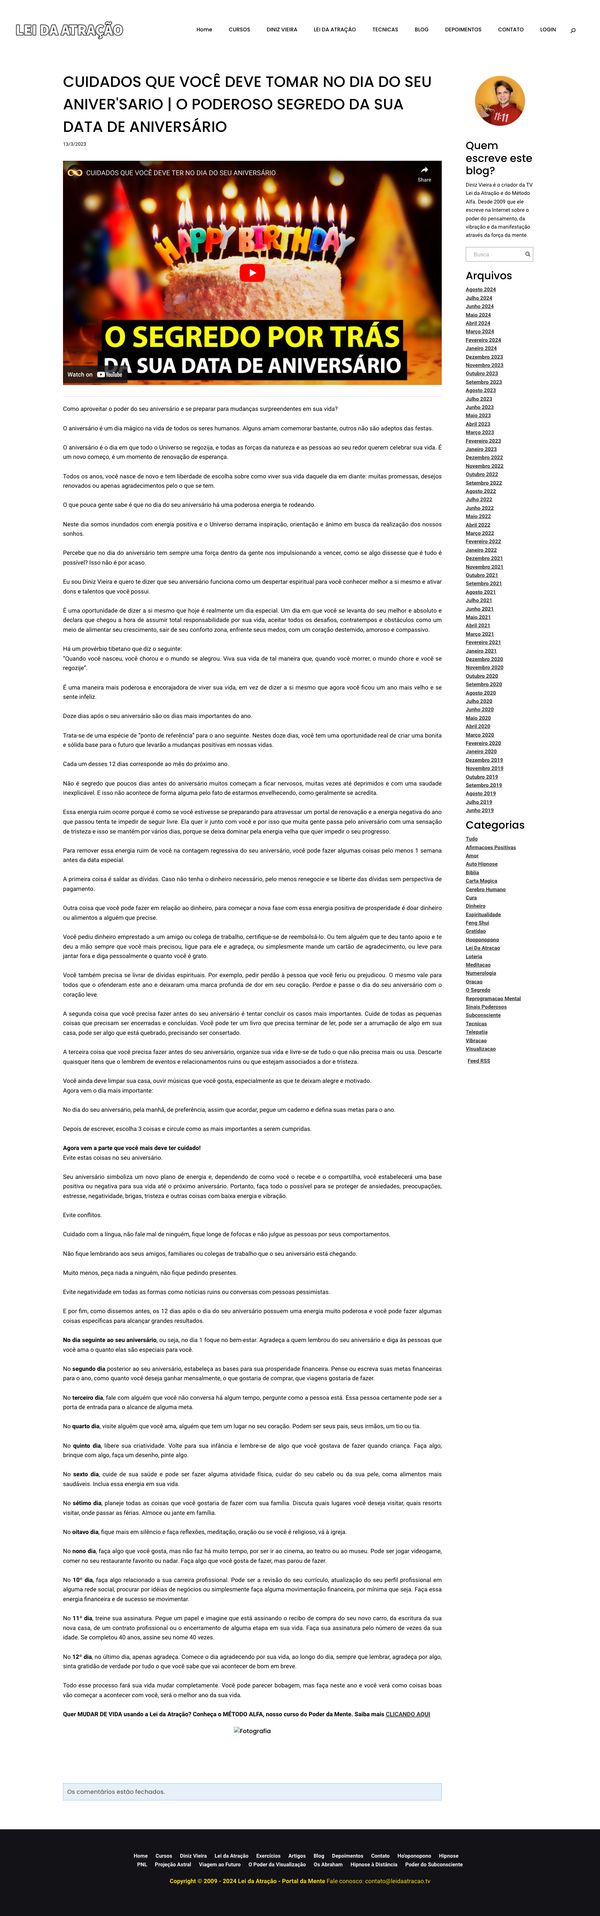 LEI DA ATRAÇÃO
Home CURSOS DINIZ VIEIRA LEI DA ATRAÇÃO TECNICAS BLOG DEPOIMENTOS CONTATO LOGIN
CUIDADOS QUE VOCÊ DEVE TOMAR NO DIA DO SEU
ANIVER'SARIO | O PODEROSO SEGREDO DA SUA
DATA DE ANIVERSÁRIO
13/3/2023
CUIDADOS QUE VOCÊ DEVE TER NO DIA DO SEU ANIVERSÁRIO
Share
HAPPY BIRTHDAY
O SEGREDO POR TRÁS
DA SUA DATA DE ANIVERSÁRIO
Watch on YouTube
Como aproveitar o poder do seu aniversário e se preparar para mudanças surpreendentes em sua vida?
O aniversário é um dia mágico na vida de todos os seres humanos. Alguns amam comemorar bastante, outros não são adeptos das festas.
O aniversário é o dia em que todo o Universo se regozija, e todas as forças da natureza e as pessoas ao seu redor querem celebrar sua vida. É
um novo começo, é um momento de renovação de esperança.
Todos os anos, você nasce de novo e tem liberdade de escolha sobre como viver sua vida daquele dia em diante: muitas promessas, desejos
renovados ou apenas agradecimentos pelo o que se tem.
O que pouca gente sabe é que no dia do seu aniversário há uma poderosa energia te rodeando.
Neste dia somos inundados com energia positiva e o Universo derrama inspiração, orientação e ânimo em busca da realização dos nossos
sonhos.
Percebe que no dia do aniversário tem sempre uma força dentro da gente nos impulsionando a vencer, como se algo dissesse que é tudo é
possível? Isso não é por acaso.
Eu sou Diniz Vieira e quero te dizer que seu aniversário funciona como um despertar espiritual para você conhecer melhor a si mesmo e ativar
dons e talentos que você possui.
É uma oportunidade de dizer a si mesmo que hoje é realmente um dia especial. Um dia em que você se levanta do seu melhor e absoluto e
declara que chegou a hora de assumir total responsabilidade por sua vida, aceitar todos os desafios, contratempos e obstáculos como um
meio de alimentar seu crescimento, sair de seu conforto zona, enfrente seus medos, com um coração destemido, amoroso e compassivo.
Há um provérbio tibetano que diz o seguinte:
"Quando você nasceu, você chorou e o mundo se alegrou. Viva sua vida de tal maneira que, quando você morrer, o mundo chore e você se
regozije".
É uma maneira mais poderosa e encorajadora de viver sua vida, em vez de dizer a si mesmo que agora você ficou um ano mais velho e se
sente infeliz.
Doze dias após o seu aniversário são os dias mais importantes do ano.
Trata-se de uma espécie de "ponto de referência" para o ano seguinte. Nestes doze dias, você tem uma oportunidade real de criar uma bonita
e sólida base para o futuro que levarão a mudanças positivas em nossas vidas.
Cada um desses 12 dias corresponde ao mês do próximo ano.
Não é segredo que poucos dias antes do aniversário muitos começam a ficar nervosos, muitas vezes até deprimidos e com uma saudade
inexplicável. E isso não acontece de forma alguma pelo fato de estarmos envelhecendo, como geralmente se acredita.
Essa energia ruim ocorre porque é como se você estivesse se preparando para atravessar um portal de renovação e a energia negativa do ano
que passou tenta te impedir de seguir livre. Ela quer ir junto com você e por isso que muita gente passa pelo aniversário com uma sensação
de tristeza e isso se mantém por vários dias, porque se deixa dominar pela energia velha que quer impedir o seu progresso.
Para remover essa energia ruim de você na contagem regressiva do seu aniversário, você pode fazer algumas coisas pelo menos 1 semana
antes da data especial.
A primeira coisa é saldar as dívidas. Caso não tenha o dinheiro necessário, pelo menos renegocie e se liberte das dívidas sem perspectiva de
pagamento.
Outra coisa que você pode fazer em relação ao dinheiro, para começar a nova fase com essa energia positiva de prosperidade é doar dinheiro
ou alimentos a alguém que precise.
Você pediu dinheiro emprestado a um amigo ou colega de trabalho, certifique-se de reembolsá-lo. Ou tem alguém que te deu tanto apoio e te
deu a mão sempre que você mais precisou, ligue para ele e agradeça, ou simplesmente mande um cartão de agradecimento, ou leve para
jantar fora e diga pessoalmente o quanto você é grato.
Você também precisa se livrar de dívidas espirituais. Por exemplo, pedir perdão à pessoa que você feriu ou prejudicou. O mesmo vale para
todos que o ofenderam este ano e deixaram uma marca profunda de dor em seu coração. Perdoe e passe o dia do seu aniversário com o
coração leve.
A segunda coisa que você precisa fazer antes do seu aniversário é tentar concluir os casos mais importantes. Cuide de todas as pequenas
coisas que precisam ser encerradas e concluídas. Você pode ter um livro que precisa terminar de ler, pode ser a arrumação de algo em sua
casa, pode ser algo que está quebrado, precisando ser consertado.
A terceira coisa que você precisa fazer antes do seu aniversário, organize sua vida e livre-se de tudo o que não precisa mais ou usa. Descarte
quaisquer itens que o lembrem de eventos e relacionamentos ruins ou que estejam associados a dor e tristeza.
Você ainda deve limpar sua casa, ouvir músicas que você gosta, especialmente as que te deixam alegre e motivado.
Agora vem o dia mais importante:
No dia do seu aniversário, pela manhã, de preferência, assim que acordar, pegue um caderno e defina suas metas para o ano.
Depois de escrever, escolha 3 coisas e circule como as mais importantes a serem cumpridas.
Agora vem a parte que você mais deve ter cuidado!
Evite estas coisas no seu aniversário.
Seu aniversário simboliza um novo plano de energia e, dependendo de como você o recebe e o compartilha, você estabelecerá uma base
positiva ou negativa para sua vida até o próximo aniversário. Portanto, faça todo o possível para se proteger de ansiedades, preocupações,
estresse, negatividade, brigas, tristeza e outras coisas com baixa energia e vibração.
Evite conflitos.
Cuidado com a língua, não fale mal de ninguém, fique longe de fofocas e não julgue as pessoas por seus comportamentos.
Não fique lembrando aos seus amigos, familiares ou colegas de trabalho que o seu aniversário está chegando.
Muito menos, peça nada a ninguém, não fique pedindo presentes.
Evite negatividade em todas as formas como notícias ruins ou conversas com pessoas pessimistas.
E por fim, como dissemos antes, os 12 dias após o dia do seu aniversário possuem uma energia muito poderosa e você pode fazer algumas
coisas específicas para alcançar grandes resultados.
No dia seguinte ao seu aniversário, ou seja, no dia 1 foque no bem-estar. Agradeça a quem lembrou do seu aniversário e diga às pessoas que
você ama o quanto elas são especiais para você.
No segundo dia posterior ao seu aniversário, estabeleça as bases para sua prosperidade financeira. Pense ou escreva suas metas financeiras
para o ano, como quanto você deseja ganhar mensalmente, o que gostaria de comprar, que viagens gostaria de fazer.
No terceiro dia, fale com alguém que você não conversa há algum tempo, pergunte como a pessoa está. Essa pessoa certamente pode ser a
porta de entrada para o alcance de alguma meta.
No quarto dia, visite alguém que você ama, alguém que tem um lugar no seu coração. Podem ser seus pais, seus irmãos, um tio ou tia.
No quinto dia, libere sua criatividade. Volte para sua infância e lembre-se de algo que você gostava de fazer quando criança. Faça algo,
brinque com algo, faça um desenho, pinte algo.
No sexto dia, cuide de sua saúde e pode ser fazer alguma atividade física, cuidar do seu cabelo ou da sua pele, coma alimentos mais
saudáveis. Inclua essa energia em sua vida.
No sétimo dia, planeje todas as coisas que você gostaria de fazer com sua família. Discuta quais lugares você deseja visitar, quais resorts
visitar, onde passar as férias. Almoce ou jante em família.
No oitavo dia, fique mais em silêncio e faça reflexões, meditação, oração ou se você é religioso, vá à igreja.
No nono dia, faça algo que você gosta, mas não faz há muito tempo, por ser ir ao cinema, ao teatro ou ao museu. Pode ser jogar videogame,
comer no seu restaurante favorito ou nadar. Faça algo que você gosta de fazer, mas parou de fazer.
No 10º dia, faça algo relacionado a sua carreira profissional. Pode ser a revisão do seu currículo, atualização do seu perfil profissional em
alguma rede social, procurar por idéias de negócios ou simplesmente faça alguma movimentação financeira, por mínima que seja. Faça essa
energia financeira e de sucesso se movimentar.
No 11º dia, treine sua assinatura. Pegue um papel e imagine que está assinando o recibo de compra do seu novo carro, da escritura da sua
nova casa, de um contrato profissional ou o encerramento de alguma etapa em sua vida. Faça sua assinatura pelo número de vezes da sua
idade. Se completou 40 anos, assine seu nome 40 vezes.
No 12º dia, no último dia, apenas agradeça. Comece o dia agradecendo por sua vida, ao longo do dia, sempre que lembrar, agradeça por algo,
sinta gratidão de verdade por tudo o que você sabe que vai acontecer de bom em breve.
Todo esse processo fará sua vida mudar completamente. Você pode parecer bobagem, mas faça neste ano e você verá como coisas boas
vão começar a acontecer com você, será o melhor ano da sua vida.
Quer MUDAR DE VIDA usando a Lei da Atração? Conheça o MÉTODO ALFA, nosso curso do Poder da Mente. Saiba mais CLICANDO AQUI
Fotografia
Os comentários estão fechados.
11:11
Quem
escreve este
blog?
Diniz Vieira é o criador da TV
Lei da Atração e do Método
Alfa. Desde 2009 que ele
escreve na Internet sobre o
poder do pensamento, da
vibração e da manifestação
através da força da mente.
Busca
Arquivos
Agosto 2024
Julho 2024
Junho 2024
Maio 2024
Abril 2024
Março 2024
Fevereiro 2024
Janeiro 2024
Dezembro 2023
Novembro 2023
Outubro 2023
Setembro 2023
Agosto 2023
Julho 2023
Junho 2023
Maio 2023
Abril 2023
Março 2023
Fevereiro 2023
Janeiro 2023
Dezembro 2022
Novembro 2022
Outubro 2022
Setembro 2022
Agosto 2022
Julho 2022
Junho 2022
Maio 2022
Abril 2022
Março 2022
Fevereiro 2022
Janeiro 2022
Dezembro 2021
Novembro 2021
Outubro 2021
Setembro 2021
Agosto 2021
Julho 2021
Junho 2021
Maio 2021
Abril 2021
Março 2021
Fevereiro 2021
Janeiro 2021
Dezembro 2020
Novembro 2020
Outubro 2020
Setembro 2020
Agosto 2020
Julho 2020
Junho 2020
Maio 2020
Abril 2020
Março 2020
Fevereiro 2020
Janeiro 2020
Dezembro 2019
Novembro 2019
Outubro 2019
Setembro 2019
Agosto 2019
Julho 2019
Junho 2019
Categorias
Tudo
Afirmacoes Positivas
Amor
Auto Hipnose
Biblia
Carta Magica
Cerebro Humano
Cura
Dinheiro
Espiritualidade
Feng Shui
Gratidao
Hooponopono
Lei Da Atracao
Loteria
Meditacao
Numerologia
Oracao
O Segredo
Reprogramacao Mental
Sinais Poderosos
Subconsciente
Tecnicas
Telepatia
Vibracao
Visualizacao
Feed RSS
Home Cursos Diniz Vieira Lei da Atração Exercícios Artigos Blog Depoimentos Contato Ho'oponopono Hipnose
PNL Projeção Astral Viagem ao Futuro O Poder da Visualização Os Abraham Hipnose à Distância Poder do Subconsciente
Copyright © 2009 - 2024 Lei da Atração - Portal da Mente Fale conosco: contato@leidaatracao.tv